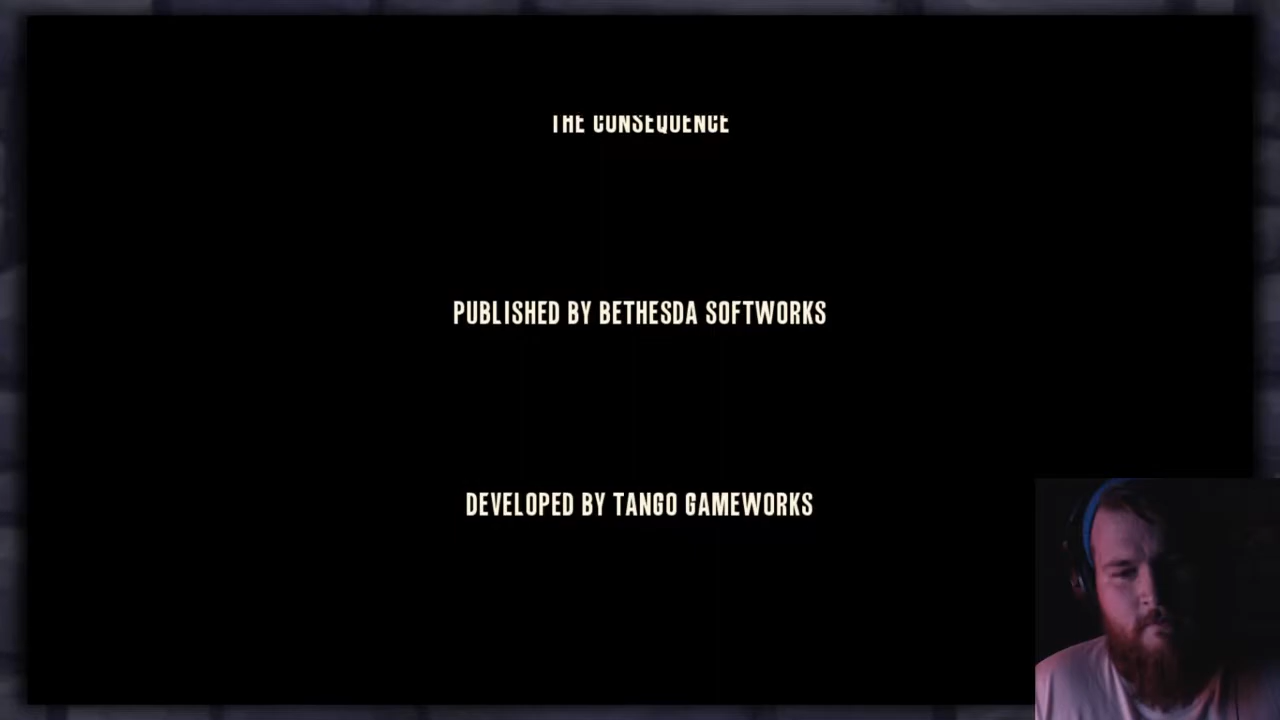 THE CONSEQUENCE
PUBLISHED BY BETHESDA SOFTWORKS
DEVELOPED BY TANGO GAMEWORKS